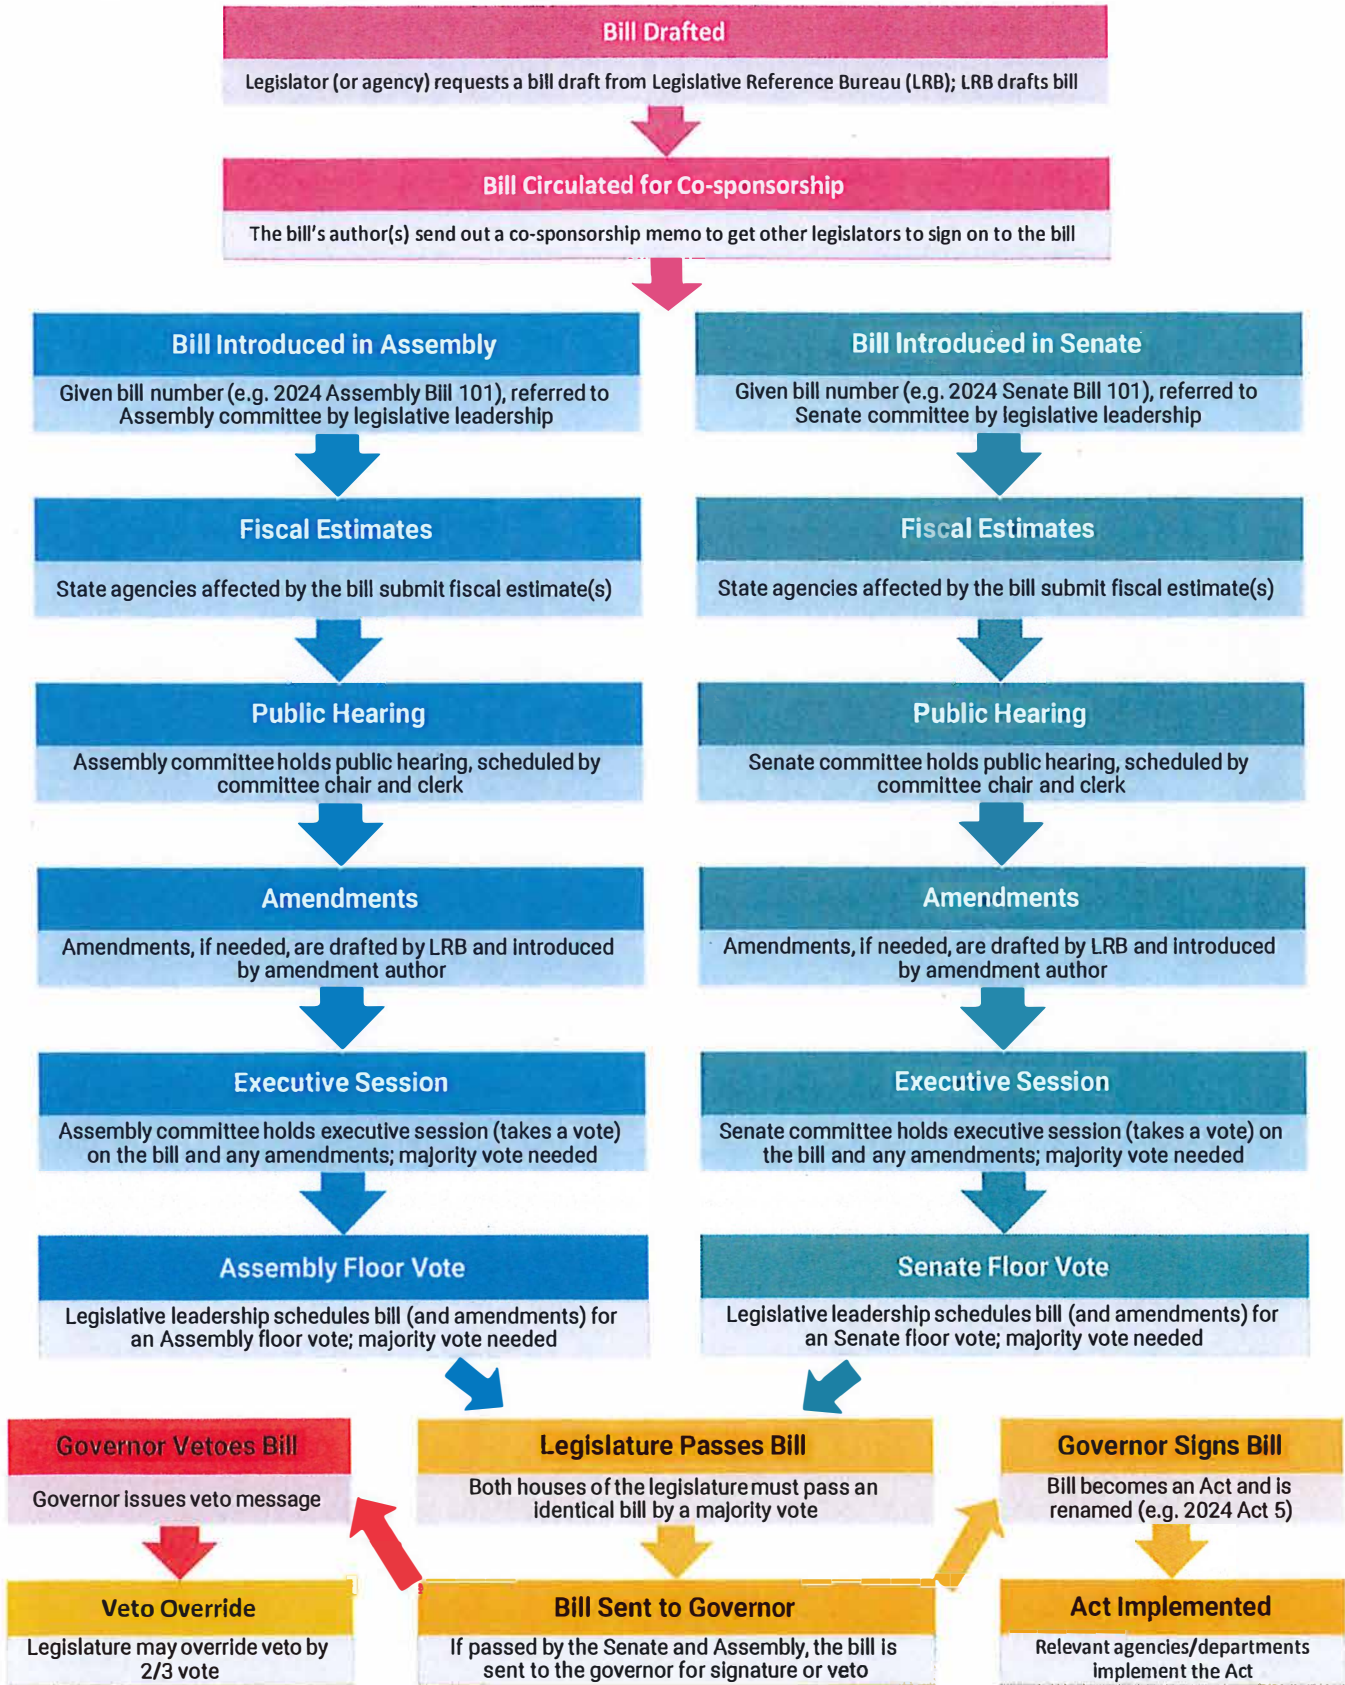 Bill Drafted
Legislator (or agency) requests a bill draft from Legislative Reference Bureau (LRB); LRB drafts bill
Bill Circulated for Co-sponsorship
The bill's author(s) send out a co-sponsorship memo to get other legislators to sign on to the bill
Bill Introduced in Assembly
Given bill number (e.g. 2024 Assembly Bill 101), referred to
Assembly committee by legislative leadership
Fiscal Estimates
State agencies affected by the bill submit fiscal estimate(s)
Public Hearing
Assembly committee holds public hearing, scheduled by
committee chair and clerk
Amendments
Amendments, if needed, are drafted by LRB and introduced
by amendment author
Executive Session
Assembly committee holds executive session (takes a vote)
on the bill and any amendments; majority vote needed
Assembly Floor Vote
Legislative leadership schedules bill (and amendments) for
an Assembly floor vote; majority vote needed
Bill Introduced in Senate
Given bill number (e.g. 2024 Senate Bill 101), referred to
Senate committee by legislative leadership
Fiscal Estimates
State agencies affected by the bill submit fiscal estimate(s)
Public Hearing
Senate committee holds public hearing, scheduled by
committee chair and clerk
Amendments
Amendments, if needed, are drafted by LRB and introduced
by amendment author
Executive Session
Senate committee holds executive session (takes a vote) on
the bill and any amendments; majority vote needed
Senate Floor Vote
Legislative leadership schedules bill (and amendments) for
an Senate floor vote; majority vote needed
Legislature Passes Bill
Both houses of the legislature must pass an
identical bill by a majority vote
Bill Sent to Governor
If passed by the Senate and Assembly, the bill is
sent to the governor for signature or veto
Governor Vetoes Bill
Governor issues veto message
Veto Override
Legislature may override veto by
2/3 vote
Governor Signs Bill
Bill becomes an Act and is
renamed (e.g. 2024 Act 5)
Act Implemented
Relevant agencies/departments
implement the Act